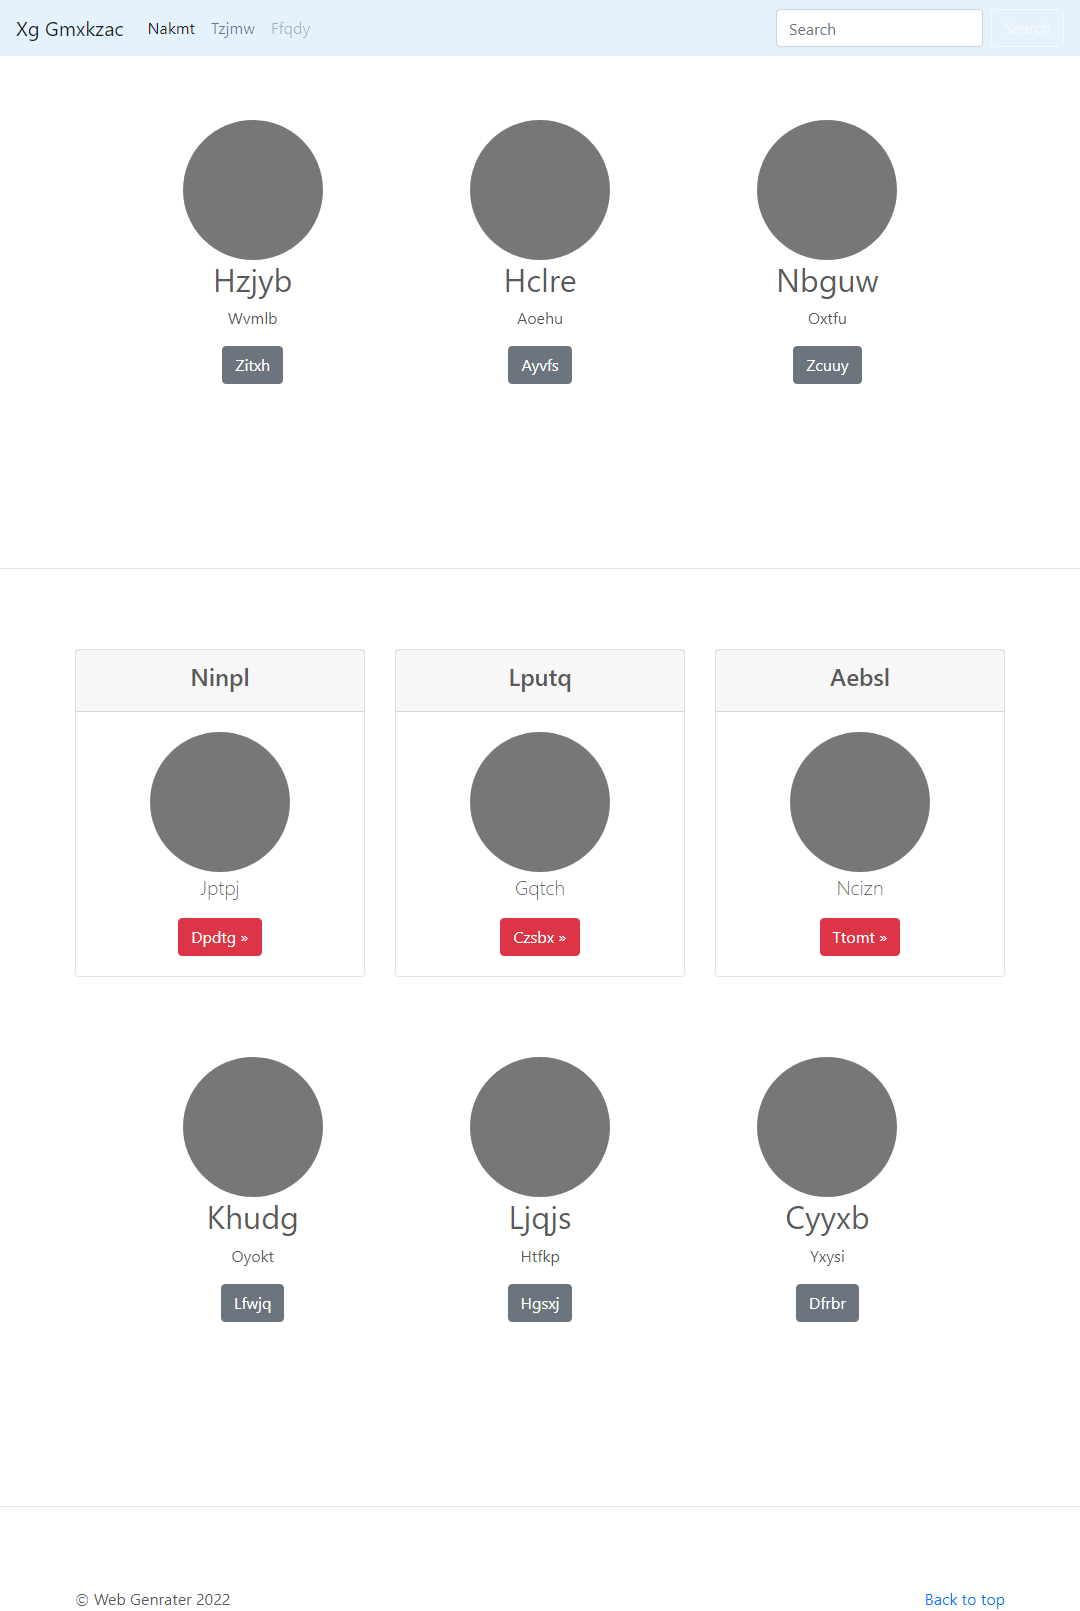 Xg Gmxkzac Nakmt Tzjmw Ffqdy Search Search
Hzjyb Hclre Nbguw
Wvmlb Aoehu Oxtfu
Zitxh Ayvfs Zcuuy
Ninpl Lputq Aebsl
Jptpj Gqtch Ncizn
Dpdtg » Czsbx » Ttomt »
Khudg Ljqjs Cyyxb
Oyokt Htfkp Yxysi
Lfwjq Hgsxj Dfrbr
© Web Genrater 2022 Back to top